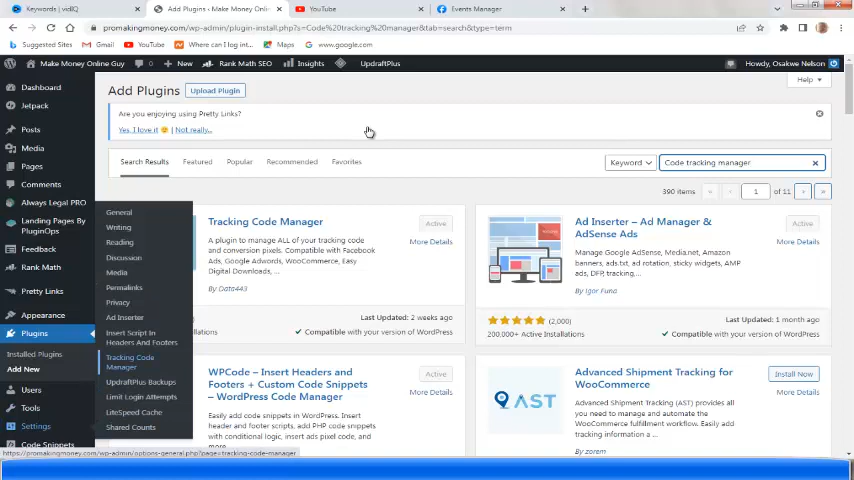 Keywords | vidIQ
Add Plugins ‹ Make Money Onlin
YouTube
Events Manager
promakingmoney.com/wp-admin/plugin-install.php?s=Code%20tracking%20manager&tab=search&type=term
Suggested Sites
Gmail
YouTube
Where can I log int...
Maps
www.google.com
Make Money Online Guy
0
New
Rank Math SEO
Insights
UpdraftPlus
Howdy, Osakwe Nelson
Dashboard
Jetpack
Posts
Media
Pages
Comments
Always Legal PRO
Landing Pages By
PluginOps
Feedback
Rank Math
Pretty Links
Appearance
Plugins
Installed Plugins
Add New
Users
Tools
Settings
Code Snippets
General
Writing
Reading
Discussion
Media
Permalinks
Privacy
Ad Inserter
Insert Script In
Headers And Footers
Tracking Code
Manager
UpdraftPlus Backups
Limit Login Attempts
LiteSpeed Cache
Shared Counts
Help
Add Plugins
Upload Plugin
Are you enjoying using Pretty Links?
Yes, I love it 🙂 | Not really...
Search Results
Featured
Popular
Recommended
Favorites
Keyword
Code tracking manager
390 items
«
‹
1
of 11
›
»
Tracking Code Manager
Active
More Details
A plugin to manage ALL of your tracking code
and conversion pixels. Compatible with Facebook
Ads, Google Adwords, WooCommerce, Easy
Digital Downloads, ...
By Data443
Last Updated: 2 weeks ago
Compatible with your version of WordPress
Ad Inserter – Ad Manager &
AdSense Ads
Active
More Details
Manage Google AdSense, Media.net, Amazon
banners, ads.txt, ad rotation, sticky widgets, AMP
ads, DFP, tracking,...
By Igor Funa
(2,000)
200,000+ Active Installations
Last Updated: 1 month ago
Compatible with your version of WordPress
WPCode – Insert Headers and
Footers + Custom Code Snippets
– WordPress Code Manager
Active
More Details
Easily add code snippets in WordPress. Insert
header and footer scripts, add PHP code snippets
with conditional logic, insert ads pixel code, and
more.
Advanced Shipment Tracking for
WooCommerce
Install Now
More Details
AST provides all you need to manage and
automate the WooCommerce fulfillment workflow. Easily add
tracking information a ...
By zorem
https://promakingmoney.com/wp-admin/options-general.php?page=tracking-code-manager